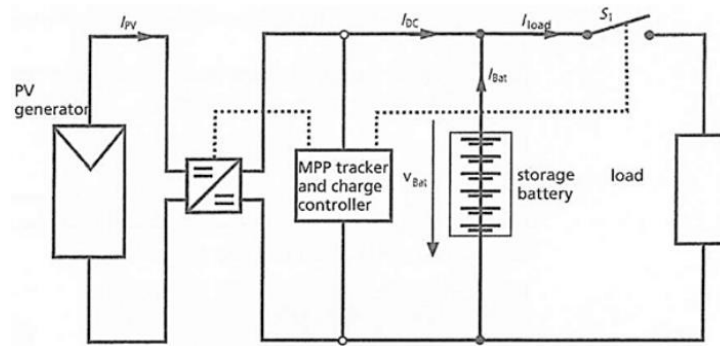 I_PV
I_DC
I_load
S_1
PV
generator
I_Bat
MPP tracker
and charge
controller
v_Bat
storage
battery
load